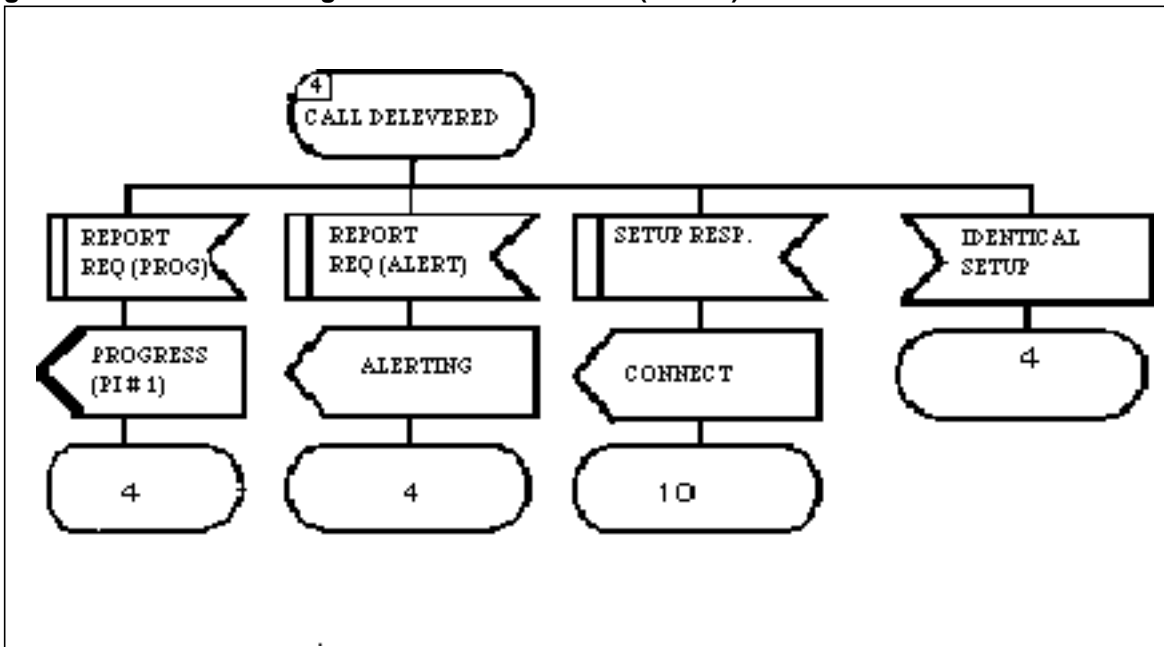 4
CALL DELEVERED
REPORT
REQ (PROG)
REPORT
REQ (ALERT)
SETUP RESP.
IDENTICAL
SETUP
PROGRESS
(PI # 1)
ALERTING
CONNECT
4
4
4
10